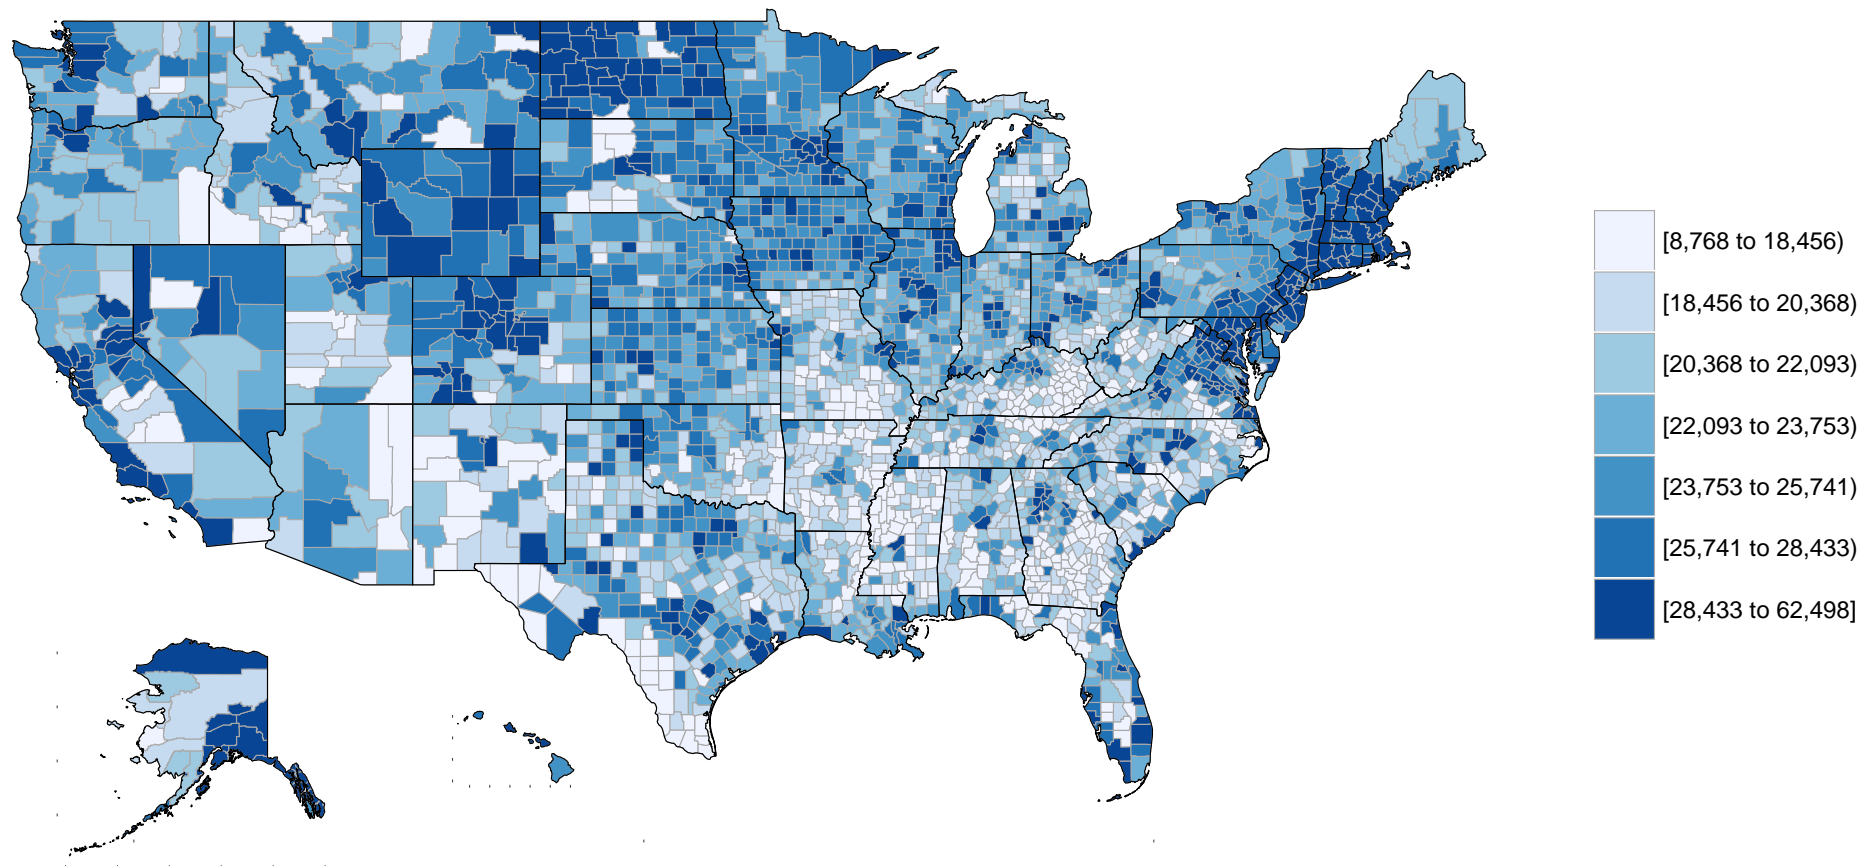 [8,768 to 18,456)
[18,456 to 20,368)
[20,368 to 22,093)
[22,093 to 23,753)
[23,753 to 25,741)
[25,741 to 28,433)
[28,433 to 62,498]